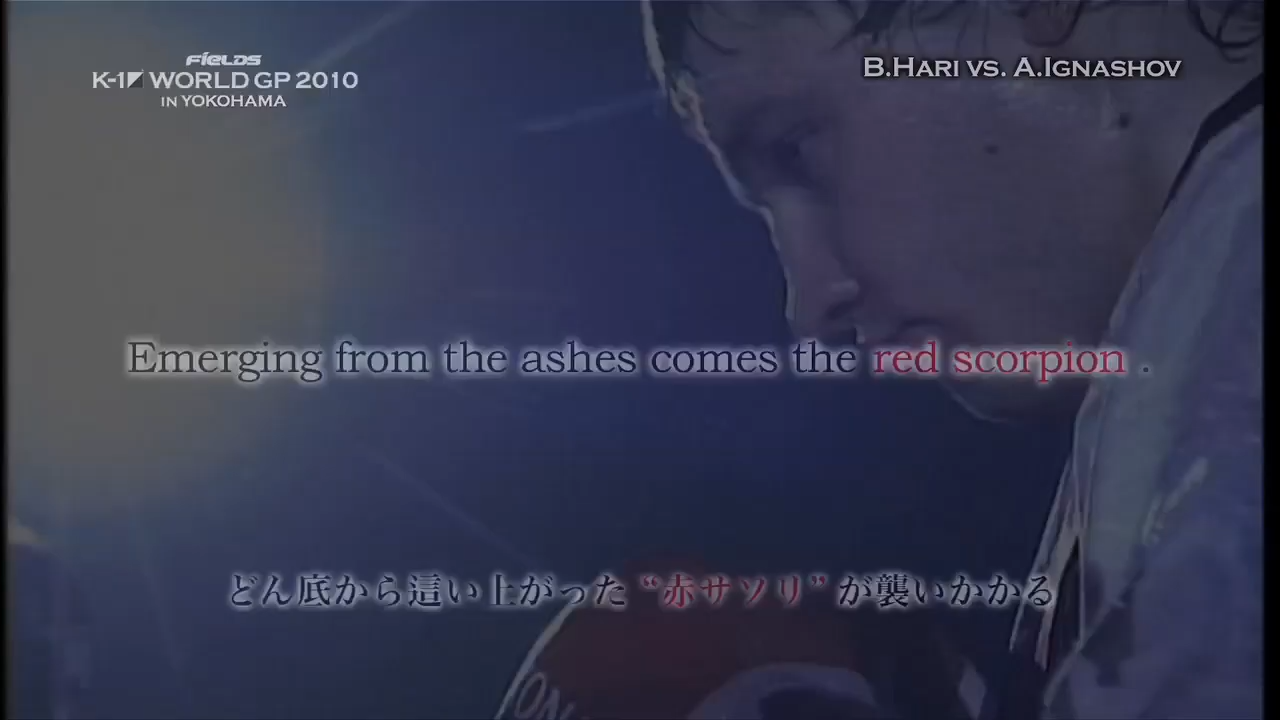 FIELDS
K-1 WORLD GP 2010
IN YOKOHAMA
B.HARI VS. A.IGNASHOV
Emerging from the ashes comes the red scorpion .
どん底から這い上がった“赤サソリ”が襲いかかる